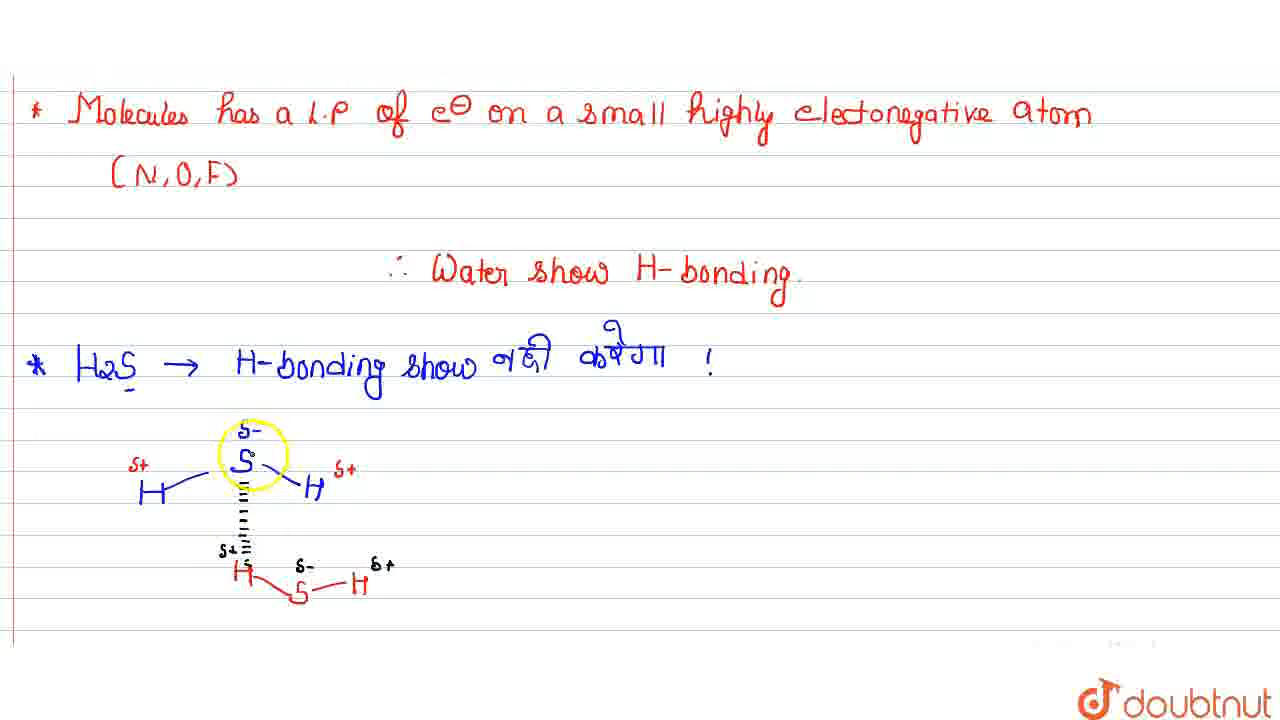 * Molecules has a L.P of e⊖ on a small highly electonegative atom
(N, O, F)
∴ Water show H-bonding.
* H2S → H-bonding show नही करेगा !
δ-
δ+ S δ+
H H
δ+ δ- δ+
H S H
doubtnut